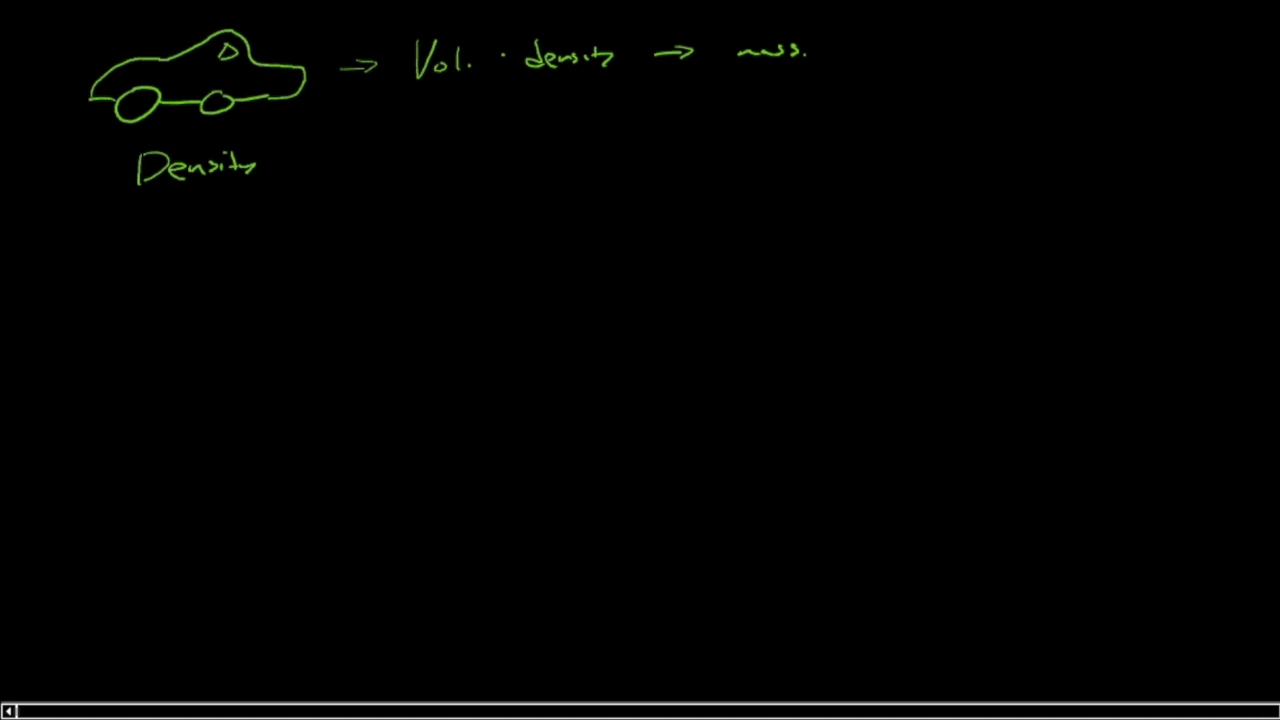 → Vol. · density → mass.
Density